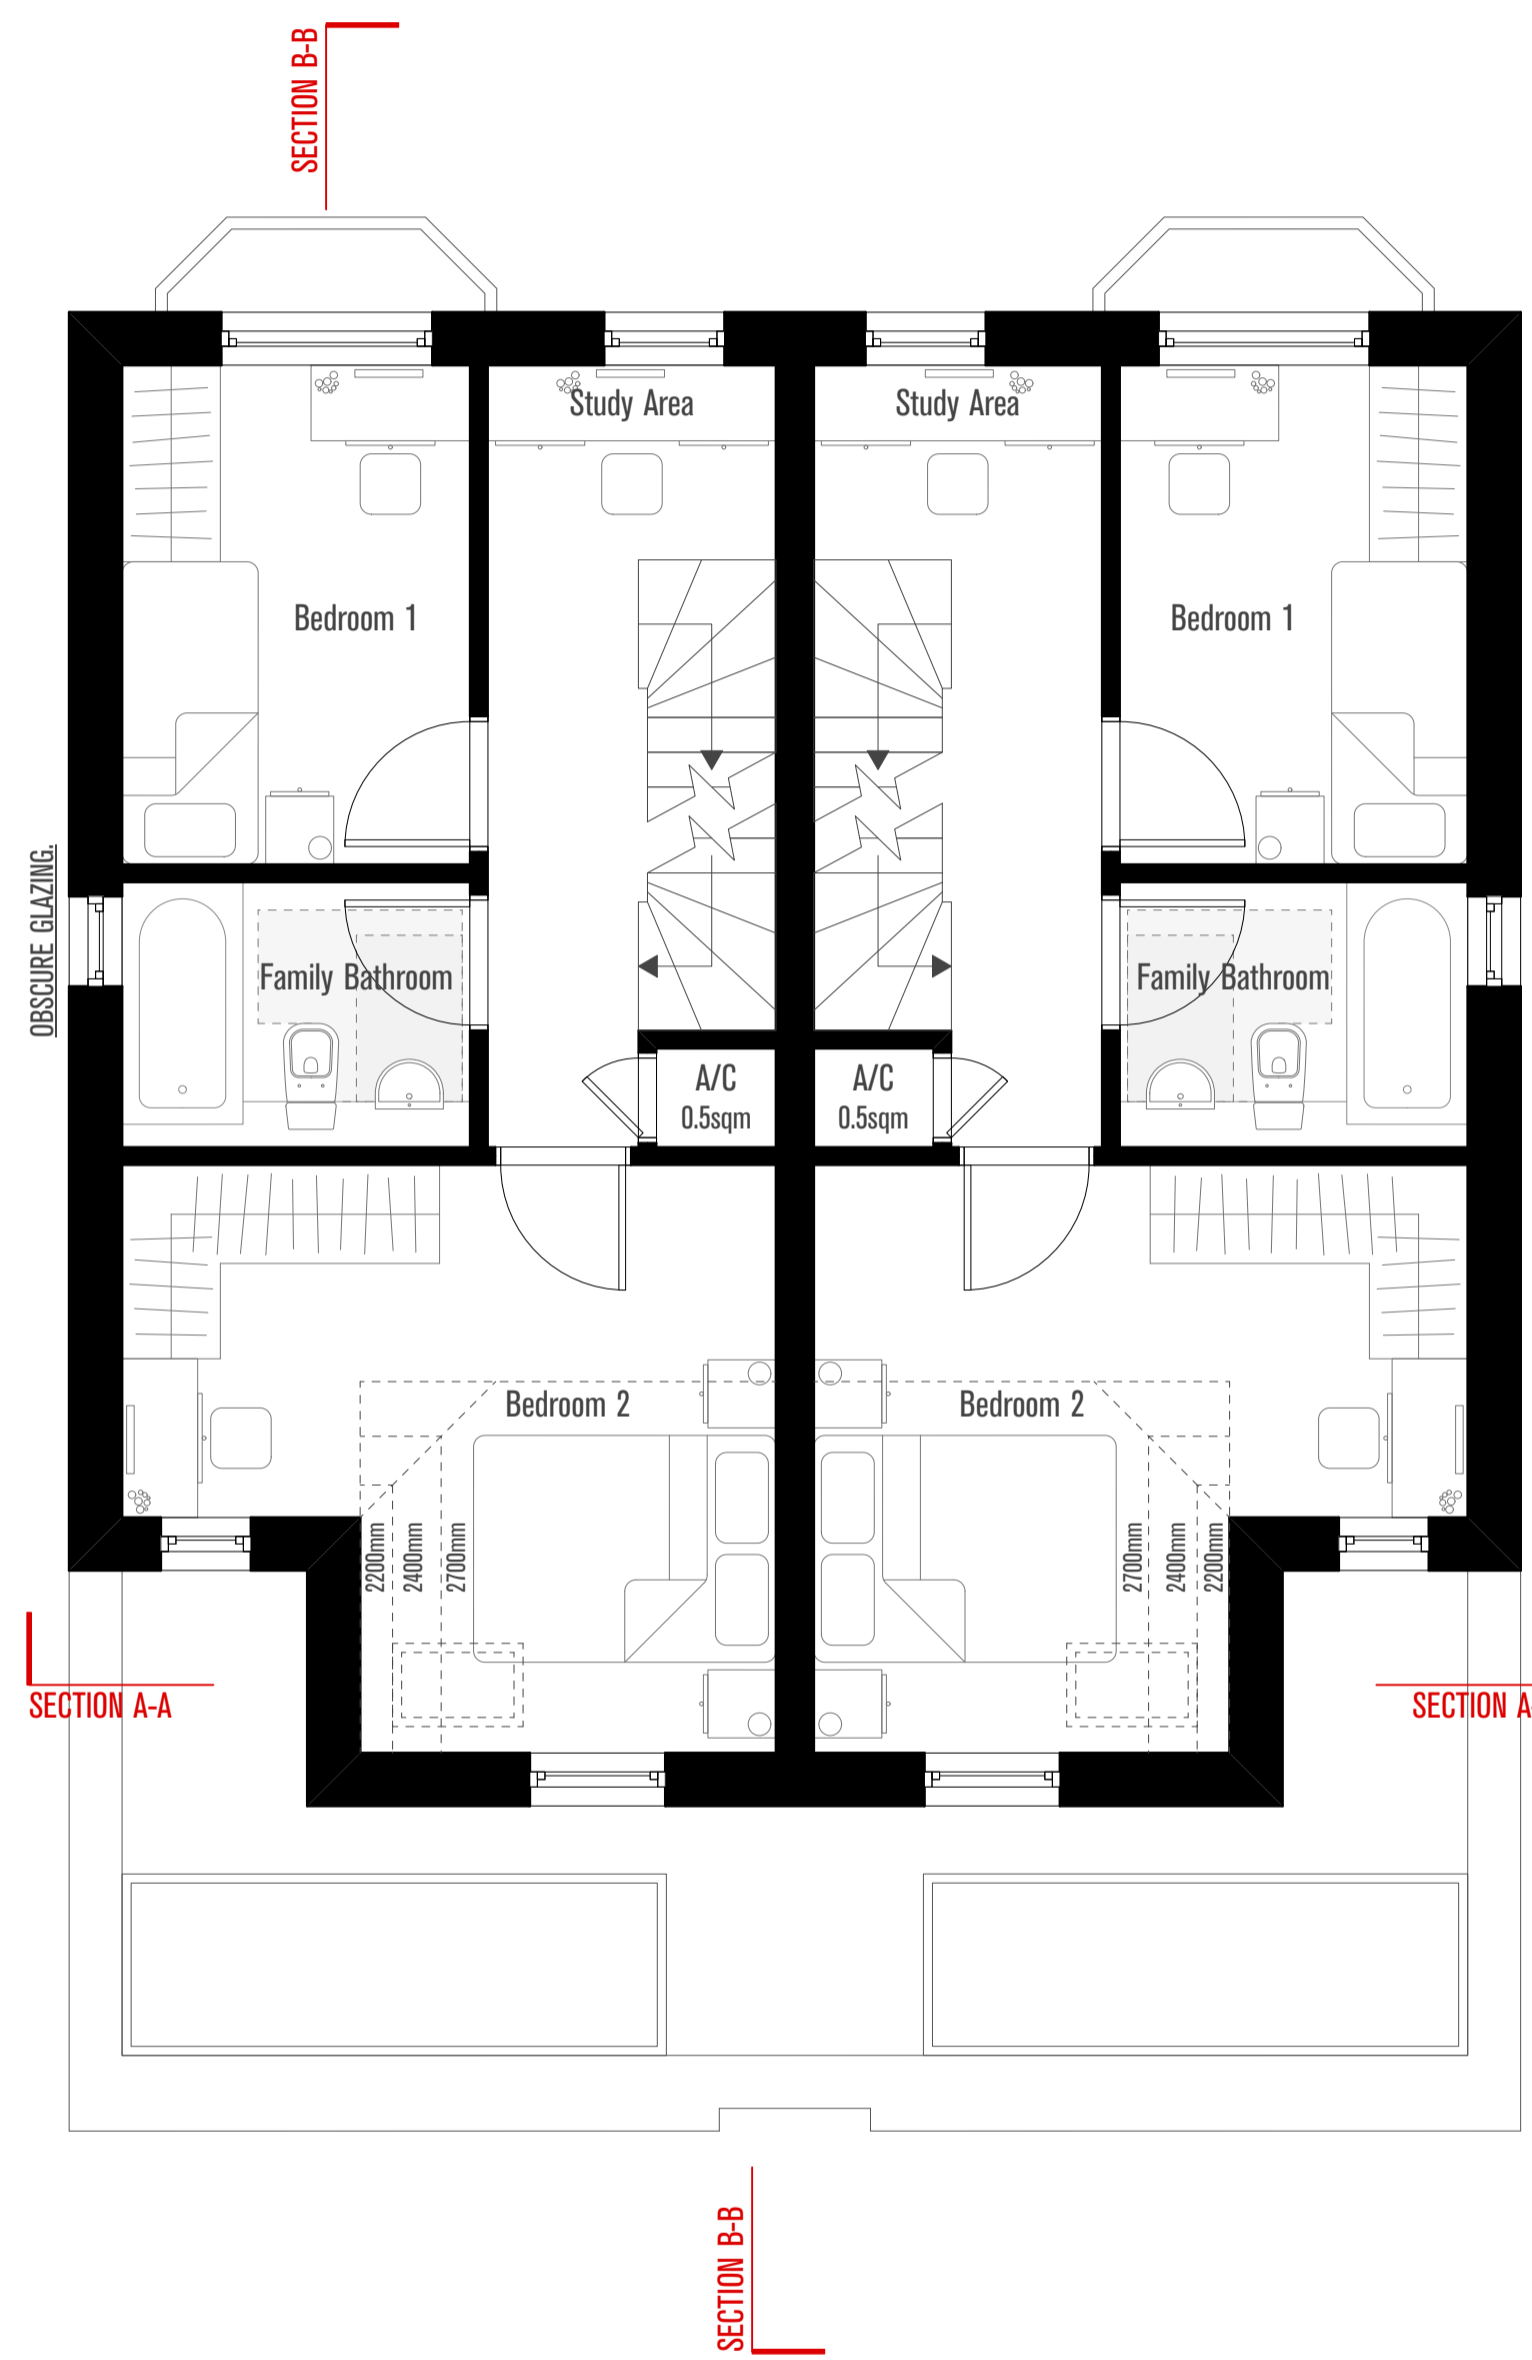 SECTION B-B
Study Area
Study Area
Bedroom 1
Bedroom 1
OBSCURE GLAZING.
Family Bathroom
Family Bathroom
A/C
0.5sqm
A/C
0.5sqm
Bedroom 2
Bedroom 2
2200mm
2400mm
2700mm
2700mm
2400mm
2200mm
SECTION A-A
SECTION A-
SECTION B-B